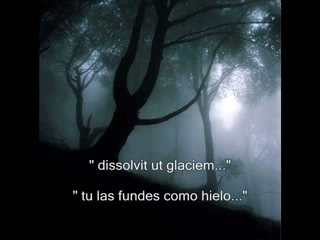 " dissolvit ut glaciem..."
" tu las fundes como hielo..."